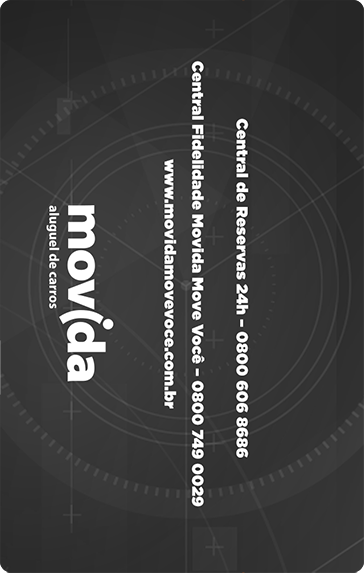 Central de Reservas 24h – 0800 606 8686
Central Fidelidade Movida Move Você – 0800 749 0029
www.movidamovevoce.com.br
movida
aluguel de carros